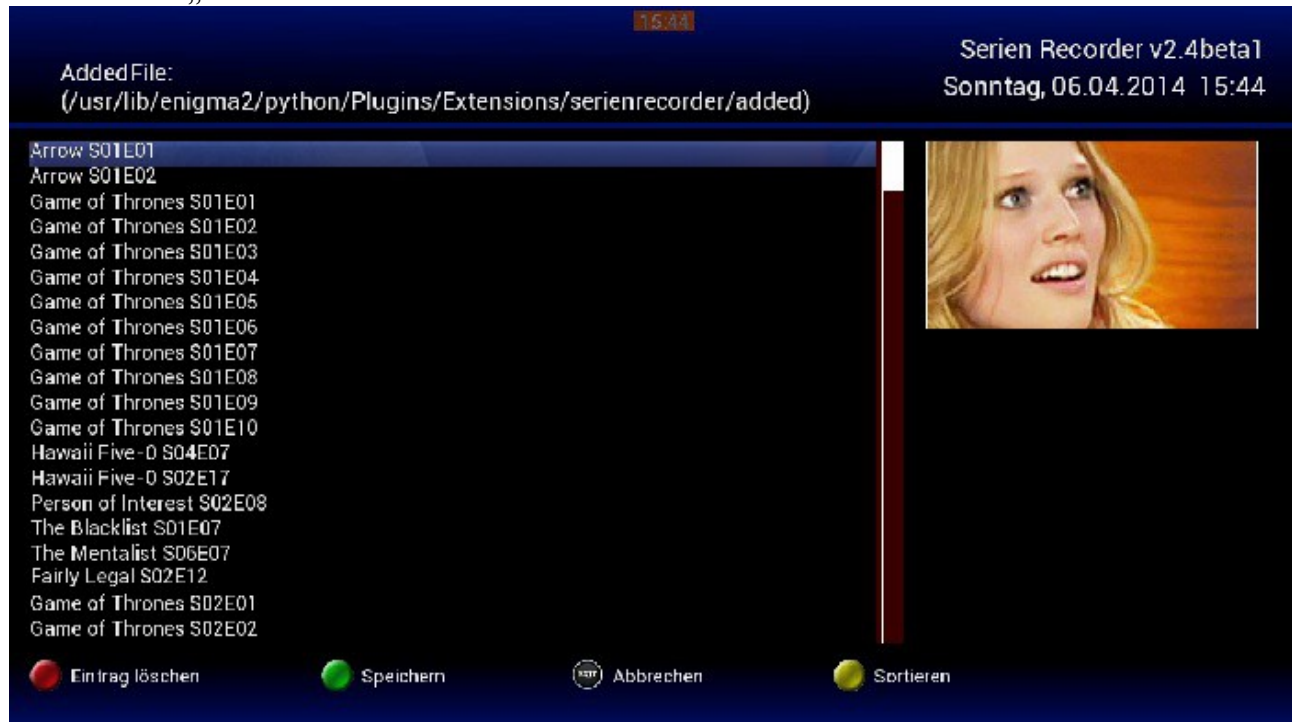 „
15:44
Serien Recorder v2.4beta1
Sonntag, 06.04.2014 15:44
AddedFile:
(/usr/lib/enigma2/python/Plugins/Extensions/serienrecorder/added)
Arrow S01E01
Arrow S01E02
Game of Thrones S01E01
Game of Thrones S01E02
Game of Thrones S01E03
Game of Thrones S01E04
Game of Thrones S01E05
Game of Thrones S01E06
Game of Thrones S01E07
Game of Thrones S01E08
Game of Thrones S01E09
Game of Thrones S01E10
Hawaii Five-0 S04E07
Hawaii Five-0 S02E17
Person of Interest S02E08
The Blacklist S01E07
The Mentalist S06E07
Fairly Legal S02E12
Game of Thrones S02E01
Game of Thrones S02E02
Eintrag löschen
Speichern
EXIT Abbrechen
Sortieren